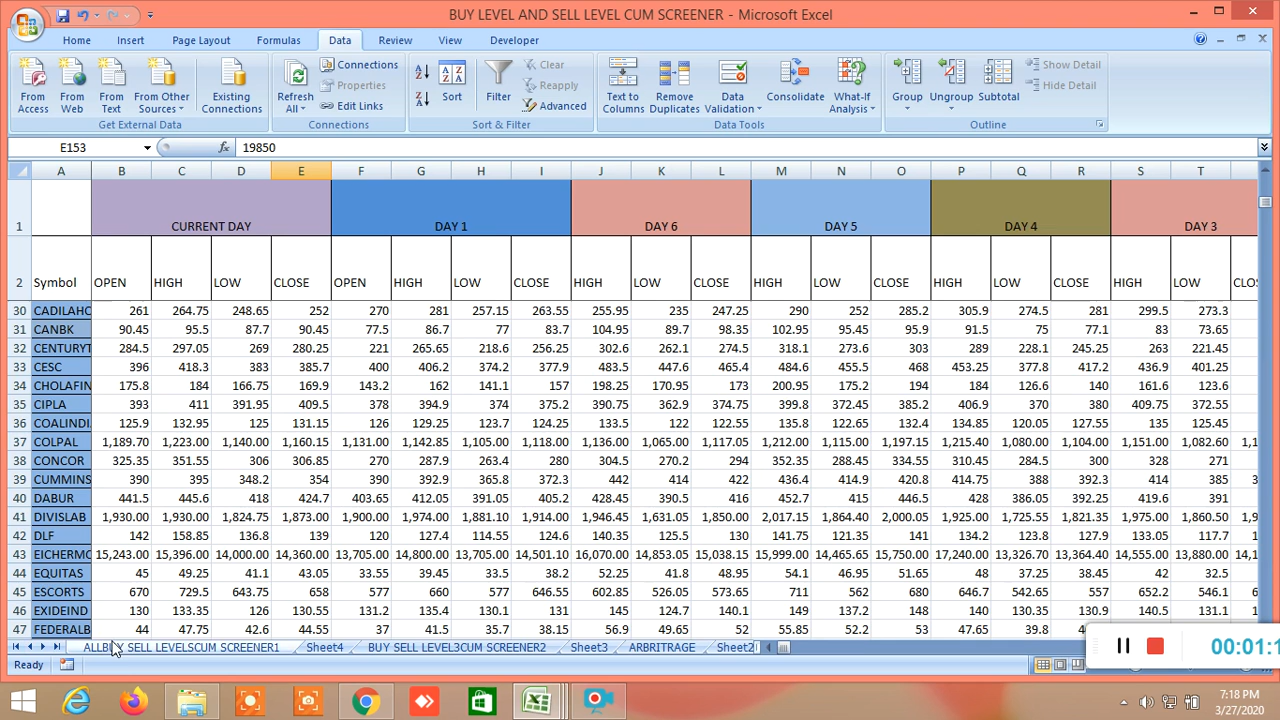 BUY LEVEL AND SELL LEVEL CUM SCREENER - Microsoft Excel
Home Insert Page Layout Formulas Data Review View Developer
From Access
From Web
From Text
From Other Sources
Existing Connections
Get External Data
Refresh All
Connections
Properties
Edit Links
Connections
Sort
Filter
Clear
Reapply
Advanced
Sort & Filter
Text to Columns
Remove Duplicates
Data Validation
Consolidate
What-If Analysis
Data Tools
Group
Ungroup
Subtotal
Show Detail
Hide Detail
Outline
E153 fx 19850
A B C D E F G H I J K L M N O P Q R S T
1 CURRENT DAY DAY 1 DAY 6 DAY 5 DAY 4 DAY 3
2 Symbol OPEN HIGH LOW CLOSE OPEN HIGH LOW CLOSE HIGH LOW CLOSE HIGH LOW CLOSE HIGH LOW CLOSE HIGH LOW CLO
30 CADILAHC 261 264.75 248.65 252 270 281 257.15 263.55 255.95 235 247.25 290 252 285.2 305.9 274.5 281 299.5 273.3
31 CANBK 90.45 95.5 87.7 90.45 77.5 86.7 77 83.7 104.95 89.7 98.35 102.95 95.45 95.9 91.5 75 77.1 83 73.65
32 CENTURYT 284.5 297.05 269 280.25 221 265.65 218.6 256.25 302.6 262.1 274.5 318.1 273.6 303 289 228.1 245.25 263 221.45
33 CESC 396 418.3 383 385.7 400 406.2 374.2 377.9 483.5 447.6 465.4 484.6 455.5 468 453.25 377.8 417.2 436.9 401.25
34 CHOLAFIN 175.8 184 166.75 169.9 143.2 162 141.1 157 198.25 170.95 173 200.95 175.2 194 184 126.6 140 161.6 123.6
35 CIPLA 393 411 391.95 409.5 378 394.9 374 375.2 390.75 362.9 374.75 399.8 372.45 385.2 406.9 370 380 409.75 372.55
36 COALINDI 125.9 132.95 125 131.15 126 129.25 123.7 125.2 133.5 122 122.55 135.8 122.65 132.4 134.85 120.05 127.55 135 125.45
37 COLPAL 1,189.70 1,223.00 1,140.00 1,160.15 1,131.00 1,142.85 1,105.00 1,118.00 1,136.00 1,065.00 1,117.05 1,212.00 1,115.00 1,197.15 1,215.40 1,080.00 1,104.00 1,151.00 1,082.60 1,1
38 CONCOR 325.35 351.55 306 306.85 270 287.9 263.4 280 304.5 270.2 294 352.35 288.45 334.55 310.45 284.5 300 328 271
39 CUMMINS 390 395 348.2 354 390 392.9 365.8 372.3 442 414 422 436.4 414.9 420.8 414.75 388 392.3 414 385
40 DABUR 441.5 445.6 418 424.7 403.65 412.05 391.05 405.2 428.45 390.5 416 452.7 415 446.5 428 386.05 392.25 419.6 391
41 DIVISLAB 1,930.00 1,930.00 1,824.75 1,873.00 1,900.00 1,974.00 1,881.10 1,914.00 1,946.45 1,631.05 1,850.00 2,017.15 1,864.40 2,000.05 1,925.00 1,725.55 1,821.35 1,975.00 1,860.50 1,9
42 DLF 142 158.85 136.8 139 120 127.4 114.55 124.6 140.35 125.5 130 141.75 130 138.2 134.2 123.8 127.9 133.05 117.7
43 EICHERMO 15,243.00 15,396.00 14,000.00 14,360.00 13,705.00 14,800.00 13,705.00 14,501.10 16,070.00 14,853.05 15,038.15 15,999.00 14,465.65 15,750.00 17,240.00 13,326.70 13,364.40 14,555.00 13,880.00 14,1
44 EQUITAS 45 49.25 41.1 43.05 33.55 39.45 33.5 38.2 52.25 41.8 48.95 54.1 46.95 51.65 48 37.25 38.45 42 32.5
45 ESCORTS 670 729.5 643.75 658 577 660 577 646.55 602.85 526.05 573.65 711 562 680 646.7 542.65 557 652.2 546.1 6
46 EXIDEIND 130 133.35 126 130.55 131.2 135.4 130.1 131 145 124.7 140.1 149 137.2 148 140 130.35 130.9 140.5 131.1
47 FEDERALB 44 47.75 42.6 44.55 37 41.5 35.7 38.15 56.9 49.65 52 55.85 52.2 53 47.65 39.8
ALLBUY SELL LEVELSCUM SCREENER1 Sheet4 BUY SELL LEVEL3CUM SCREENER2 Sheet3 ARBRITRAGE Sheet2
Ready
00:01:1
7:18 PM
3/27/2020